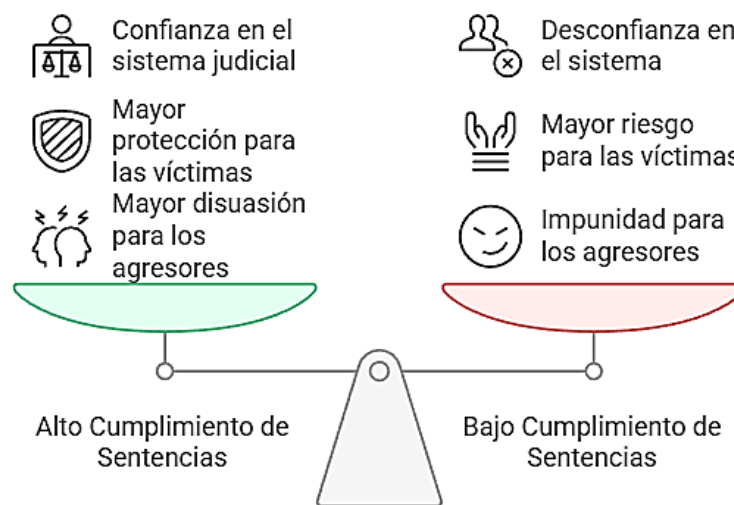 Confianza en el
sistema judicial
Mayor
protección para
las víctimas
Mayor disuasión
para los
agresores
Alto Cumplimiento de
Sentencias
Desconfianza en
el sistema
Mayor riesgo
para las víctimas
Impunidad para
los agresores
Bajo Cumplimiento de
Sentencias